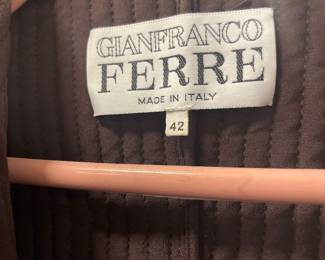 GIANFRANCO
FERRE
MADE IN ITALY
42